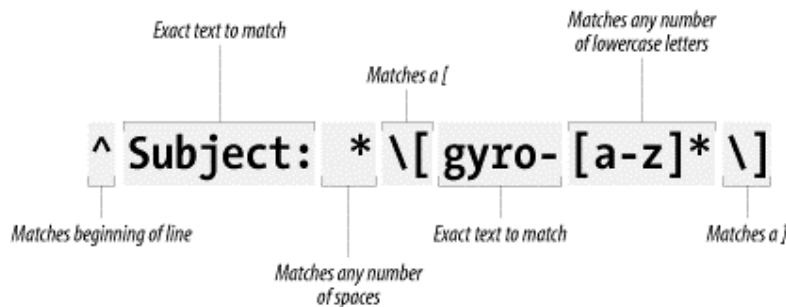 Exact text to match
Matches any number
of lowercase letters
Matches a [
^Subject: *\[gyro-[a-z]*\]
Matches beginning of line
Exact text to match
Matches a ]
Matches any number
of spaces